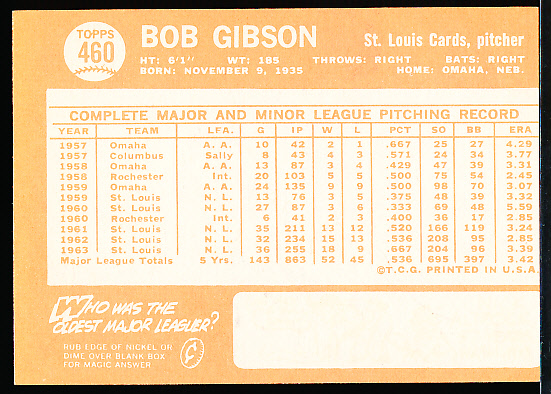 TOPPS
460
BOB GIBSON
St. Louis Cards, pitcher
HT: 6'1" WT: 185 THROWS: RIGHT BATS: RIGHT
BORN: NOVEMBER 9, 1935 HOME: OMAHA, NEB.
COMPLETE MAJOR AND MINOR LEAGUE PITCHING RECORD
YEAR TEAM LEA. G IP W L PCT SO BB ERA
1957 Omaha A. A. 10 42 2 1 .667 25 27 4.29
1957 Columbus Sally 8 43 4 3 .571 24 34 3.77
1958 Omaha A. A. 13 87 3 4 .429 47 39 3.31
1958 Rochester Int. 20 103 5 5 .500 75 54 2.45
1959 Omaha A. A. 24 135 9 9 .500 98 70 3.07
1959 St. Louis N. L. 13 76 3 5 .375 48 39 3.32
1960 St. Louis N. L. 27 87 3 6 .333 69 48 5.59
1960 Rochester Int. 6 41 2 3 .400 36 17 2.85
1961 St. Louis N. L. 35 211 13 12 .520 166 119 3.24
1962 St. Louis N. L. 32 234 15 13 .536 208 95 2.85
1963 St. Louis N. L. 36 255 18 9 .667 204 96 3.39
Major League Totals 5 Yrs. 143 863 52 45 .536 695 397 3.42
©T.C.G. PRINTED IN U.S.A.
WHO WAS THE
OLDEST MAJOR LEAGUER?
RUB EDGE OF NICKEL OR
DIME OVER BLANK BOX
FOR MAGIC ANSWER